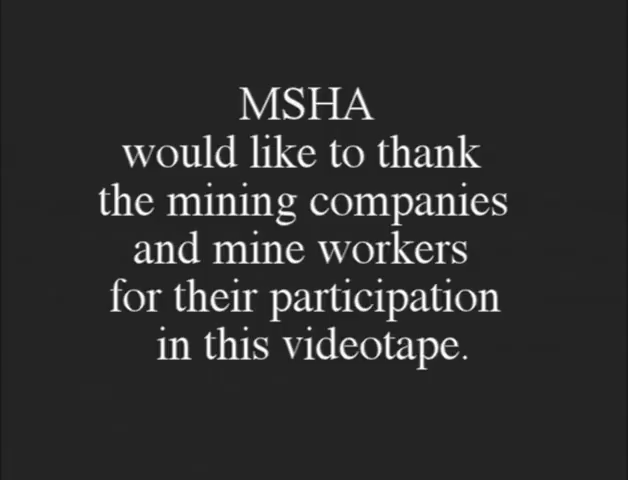 MSHA
would like to thank
the mining companies
and mine workers
for their participation
in this videotape.